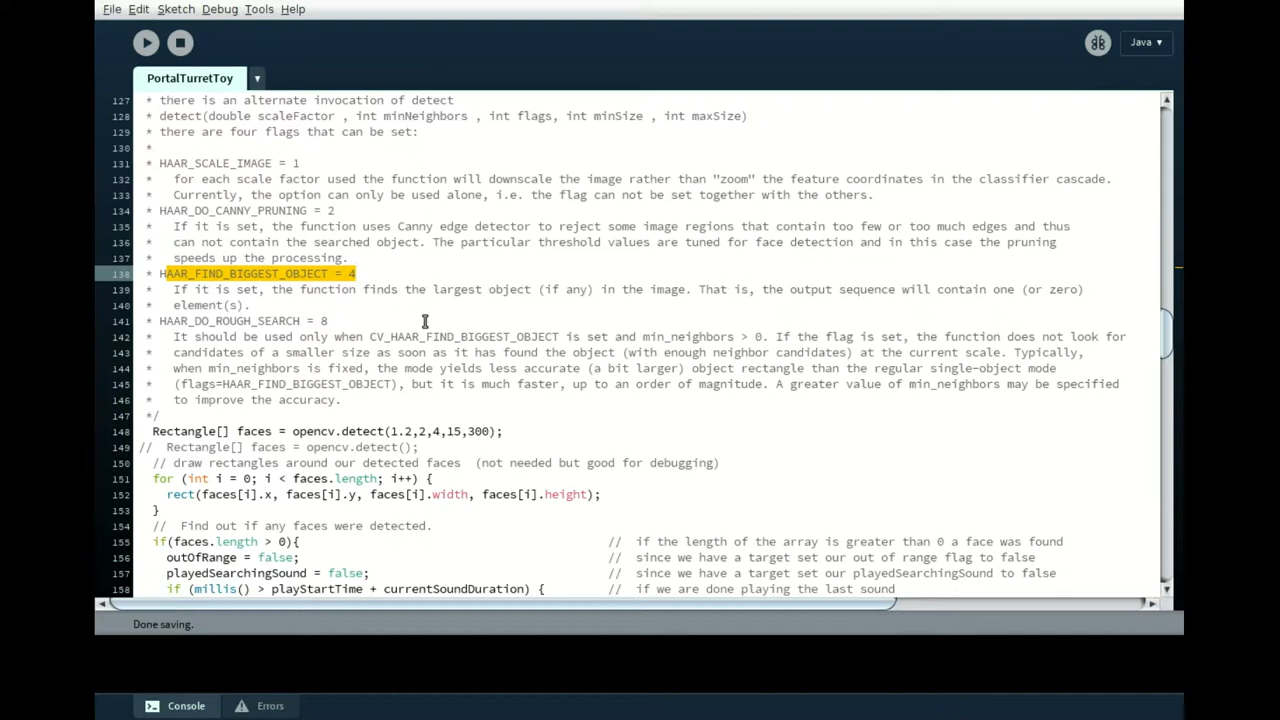 File Edit Sketch Debug Tools Help
Java ▾
PortalTurretToy ▾
127 * there is an alternate invocation of detect
128 * detect(double scaleFactor , int minNeighbors , int flags, int minSize , int maxSize)
129 * there are four flags that can be set:
130 *
131 * HAAR_SCALE_IMAGE = 1
132 * for each scale factor used the function will downscale the image rather than "zoom" the feature coordinates in the classifier cascade.
133 * Currently, the option can only be used alone, i.e. the flag can not be set together with the others.
134 * HAAR_DO_CANNY_PRUNING = 2
135 * If it is set, the function uses Canny edge detector to reject some image regions that contain too few or too much edges and thus
136 * can not contain the searched object. The particular threshold values are tuned for face detection and in this case the pruning
137 * speeds up the processing.
138 * HAAR_FIND_BIGGEST_OBJECT = 4
139 * If it is set, the function finds the largest object (if any) in the image. That is, the output sequence will contain one (or zero)
140 * element(s).
141 * HAAR_DO_ROUGH_SEARCH = 8
142 * It should be used only when CV_HAAR_FIND_BIGGEST_OBJECT is set and min_neighbors > 0. If the flag is set, the function does not look for
143 * candidates of a smaller size as soon as it has found the object (with enough neighbor candidates) at the current scale. Typically,
144 * when min_neighbors is fixed, the mode yields less accurate (a bit larger) object rectangle than the regular single-object mode
145 * (flags=HAAR_FIND_BIGGEST_OBJECT), but it is much faster, up to an order of magnitude. A greater value of min_neighbors may be specified
146 * to improve the accuracy.
147 */
148 Rectangle[] faces = opencv.detect(1.2,2,4,15,300);
149 // Rectangle[] faces = opencv.detect();
150 // draw rectangles around our detected faces (not needed but good for debugging)
151 for (int i = 0; i < faces.length; i++) {
152 rect(faces[i].x, faces[i].y, faces[i].width, faces[i].height);
153 }
154 // Find out if any faces were detected.
155 if(faces.length > 0){ // if the length of the array is greater than 0 a face was found
156 outOfRange = false; // since we have a target set our out of range flag to false
157 playedSearchingSound = false; // since we have a target set our playedSearchingSound to false
158 if (millis() > playStartTime + currentSoundDuration) { // if we are done playing the last sound
Done saving.
Console Errors